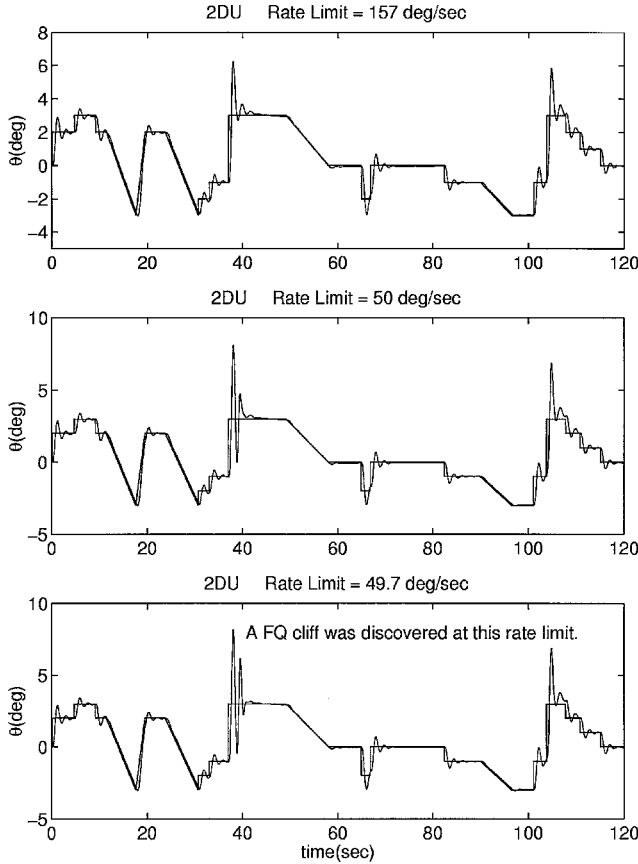 2DU Rate Limit = 157 deg/sec
8
6
4
2
0
−2
−4
θ(deg)
0 20 40 60 80 100 120
2DU Rate Limit = 50 deg/sec
10
5
0
−5
θ(deg)
0 20 40 60 80 100 120
2DU Rate Limit = 49.7 deg/sec
A FQ cliff was discovered at this rate limit.
10
5
0
−5
θ(deg)
0 20 40 60 80 100 120
time(sec)